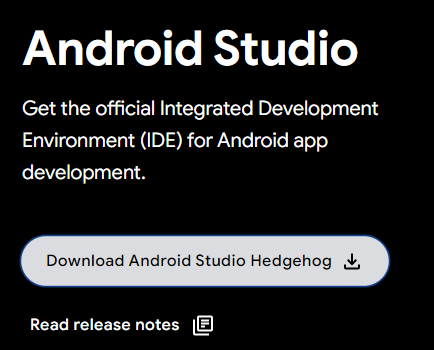 Android Studio
Get the official Integrated Development
Environment (IDE) for Android app
development.
Download Android Studio Hedgehog
Read release notes